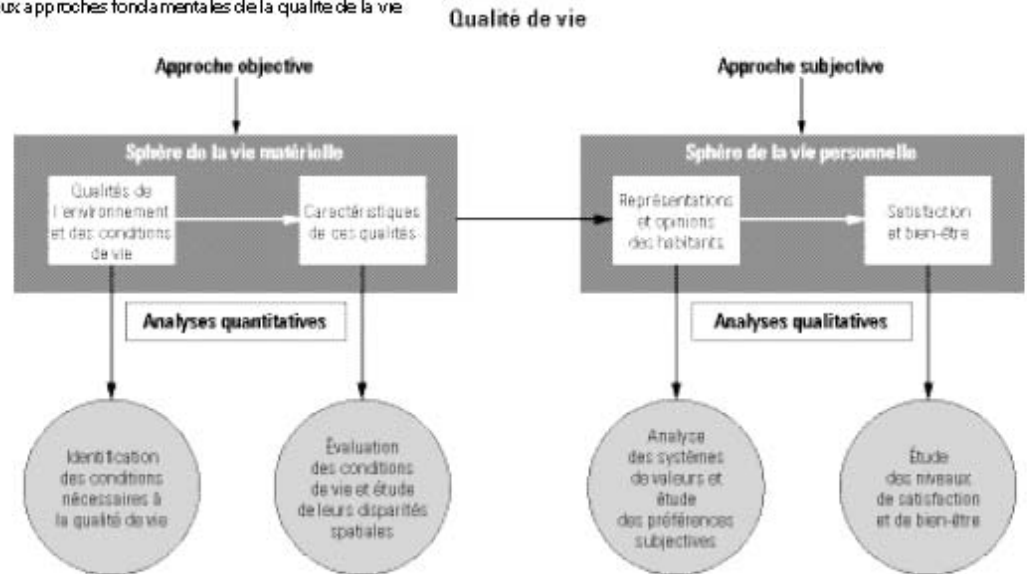 ux approches fondamentales de la qualité de la vie
Qualité de vie
Approche objective
Approche subjective
Sphère de la vie matérielle
Qualités de
l'environnement
et des conditions
de vie
Caractéristiques
de ces qualités
Sphère de la vie personnelle
Représentations
et opinions
des habitants
Satisfaction
et bien-être
Analyses quantitatives
Analyses qualitatives
Identification
des conditions
nécessaires à
la qualité de vie
Évaluation
des conditions
de vie et étude
de leurs disparités
spatiales
Analyse
des systèmes
de valeurs et
étude
des préférences
subjectives
Étude
des niveaux
de satisfaction
et de bien-être